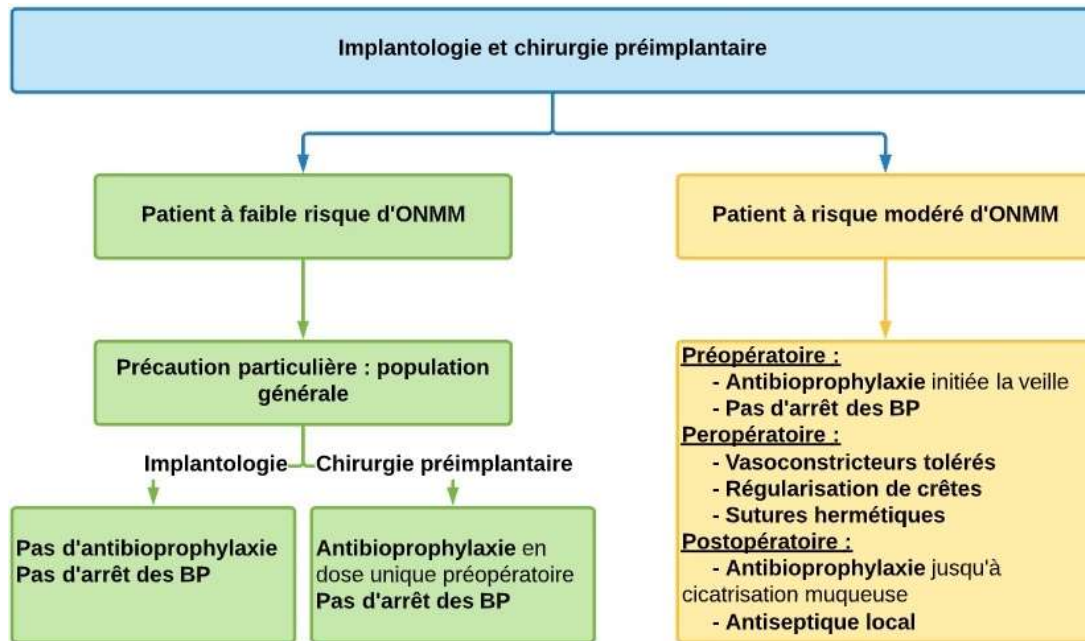 Implantologie et chirurgie préimplantaire
Patient à faible risque d'ONMM
Patient à risque modéré d'ONMM
Précaution particulière : population
générale
Implantologie
Chirurgie préimplantaire
Pas d'antibioprophylaxie
Pas d'arrêt des BP
Antibioprophylaxie en
dose unique préopératoire
Pas d'arrêt des BP
Préopératoire :
- Antibioprophylaxie initiée la veille
- Pas d'arrêt des BP
Peropératoire :
- Vasoconstricteurs tolérés
- Régularisation de crêtes
- Sutures hermétiques
Postopératoire :
- Antibioprophylaxie jusqu'à
cicatrisation muqueuse
- Antiseptique local